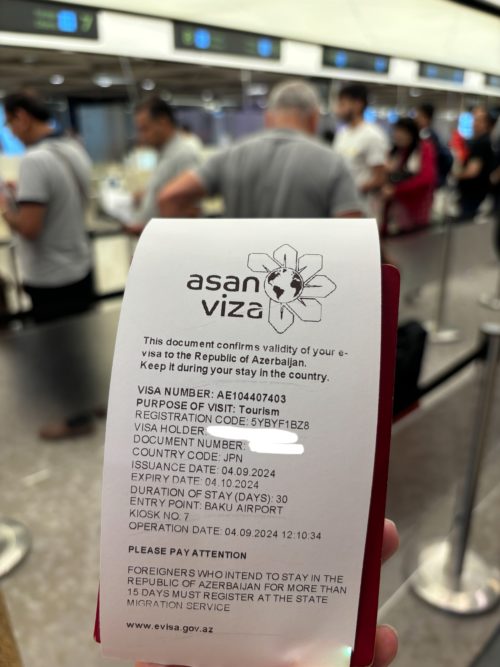 asan
viza
This document confirms validity of your e-
visa to the Republic of Azerbaijan.
Keep it during your stay in the country.
VISA NUMBER: AE104407403
PURPOSE OF VISIT: Tourism
REGISTRATION CODE: 5YBYF1BZ8
VISA HOLDER:
DOCUMENT NUMBER:
COUNTRY CODE: JPN
ISSUANCE DATE: 04.09.2024
EXPIRY DATE: 04.10.2024
DURATION OF STAY (DAYS): 30
ENTRY POINT: BAKU AIRPORT
KIOSK NO: 7
OPERATION DATE: 04.09.2024 12:10:34
PLEASE PAY ATTENTION
FOREIGNERS WHO INTEND TO STAY IN THE
REPUBLIC OF AZERBAIJAN FOR MORE THAN
15 DAYS MUST REGISTER AT THE STATE
MIGRATION SERVICE
www.evisa.gov.az